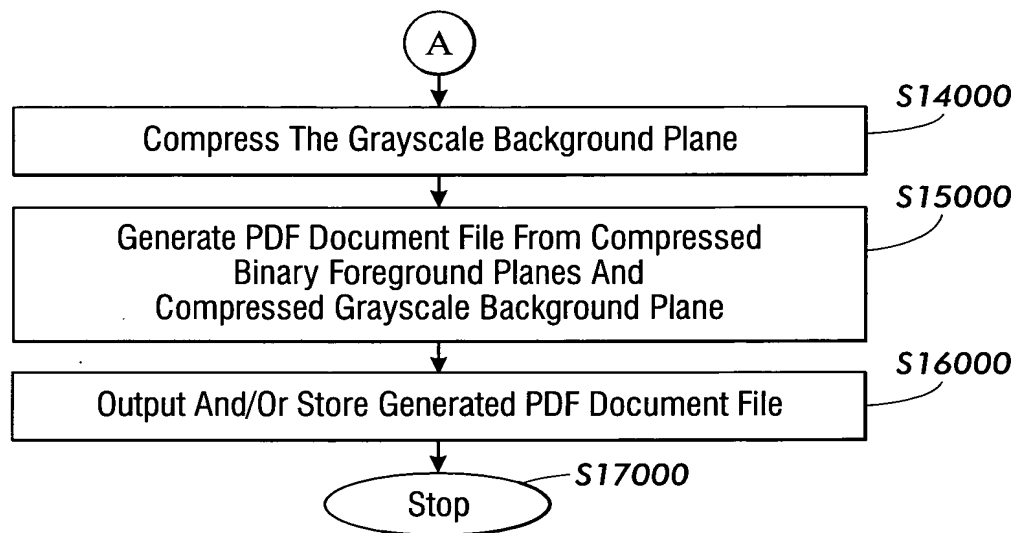 A
S14000
Compress The Grayscale Background Plane
S15000
Generate PDF Document File From Compressed
Binary Foreground Planes And
Compressed Grayscale Background Plane
S16000
Output And/Or Store Generated PDF Document File
S17000
Stop